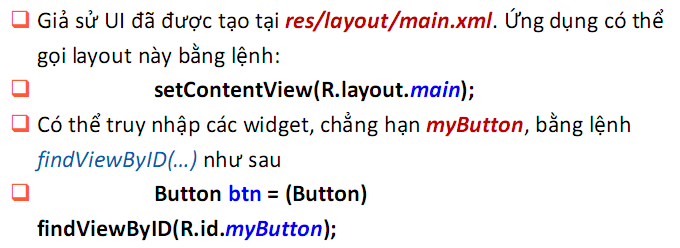 Giả sử UI đã được tạo tại res/layout/main.xml. Ứng dụng có thể
gọi layout này bằng lệnh:
setContentView(R.layout.main);
Có thể truy nhập các widget, chẳng hạn myButton, bằng lệnh
findViewByID(...) như sau
Button btn = (Button)
findViewByID(R.id.myButton);